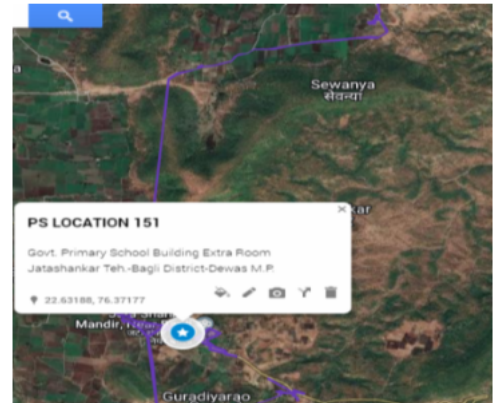 Sewanya
सेवन्या
a
kar
PS LOCATION 151
Govt. Primary School Building Extra Room
Jatashankar Teh.-Bagli District-Dewas M.P.
22.63188, 76.37177
Mandir,
Guradiyarao